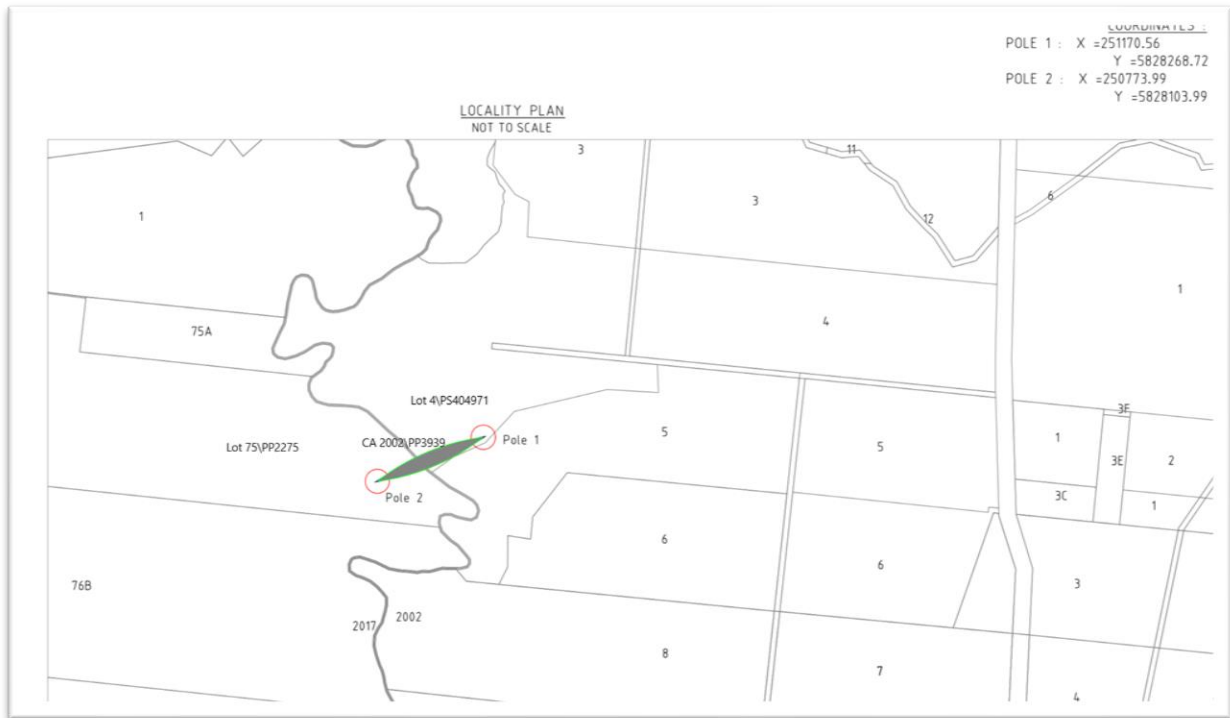 COORDINATES :
POLE 1 : X =251170.56
Y =5828268.72
POLE 2 : X =250773.99
Y =5828103.99
LOCALITY PLAN
NOT TO SCALE
3
11
1
3
6
12
1
4
75A
Lot 4\PS404971
3F
5
1
CA 2002\PP3939
Pole 1
Lot 75\PP2275
5
3E
2
Pole 2
3C
1
6
6
76B
3
2002
2017
8
7
4